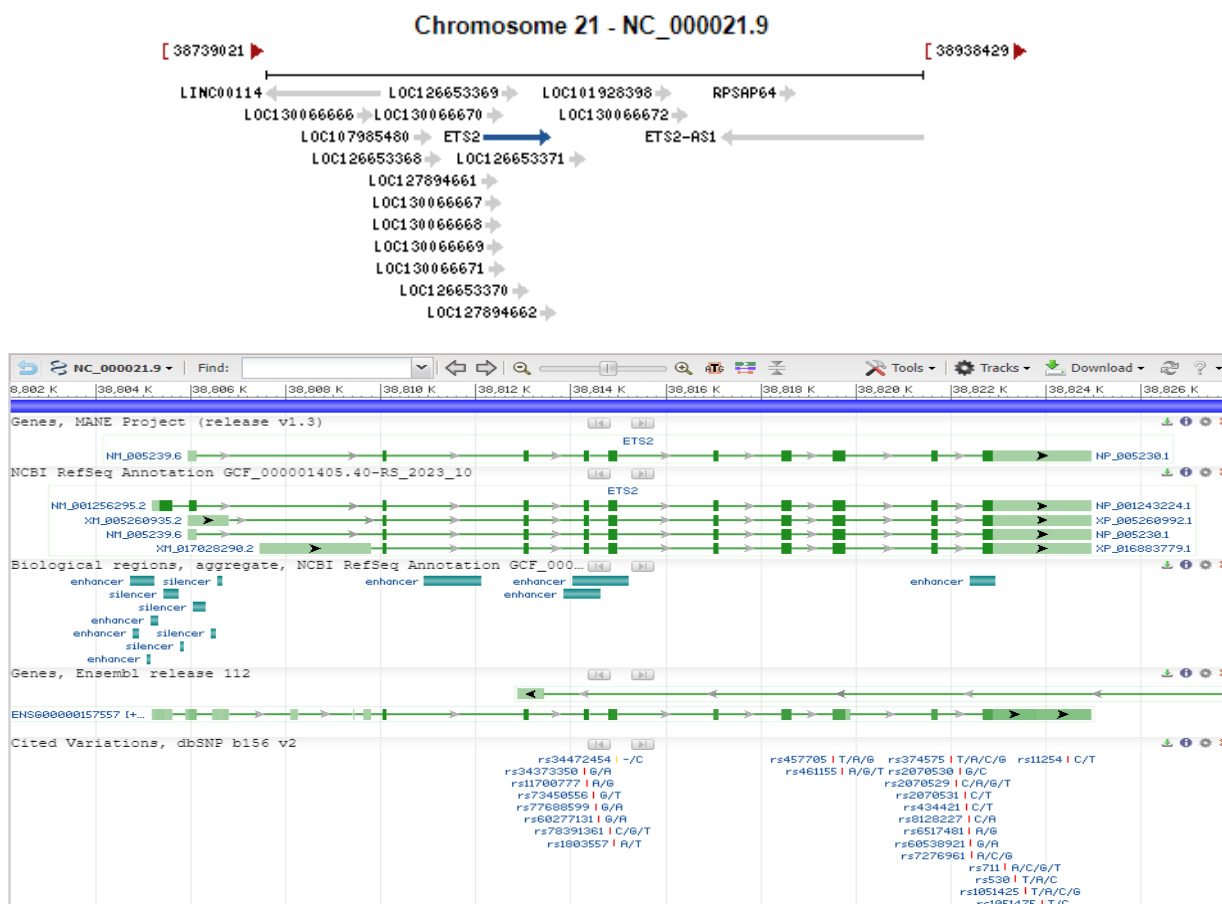 Chromosome 21 - NC_000021.9
[ 38739021 [ 38938429
LINC00114 LOC126653369 LOC101928398 RPSAP64
LOC130066666 LOC130066670 LOC130066672
LOC107985480 ETS2 ETS2-AS1
LOC126653368 LOC126653371
LOC127894661
LOC130066667
LOC130066668
LOC130066669
LOC130066671
LOC126653370
LOC127894662
NC_000021.9 Find: Tools Tracks Download ?
8,802 K 38,804 K 38,806 K 38,808 K 38,810 K 38,812 K 38,814 K 38,816 K 38,818 K 38,820 K 38,822 K 38,824 K 38,826 K
Genes, MANE Project (release v1.3)
ETS2
NM_005239.6 NP_005230.1
NCBI RefSeq Annotation GCF_000001405.40-RS_2023_10
ETS2
NM_001256295.2 NP_001243224.1
XM_005260935.2 XP_005260992.1
NM_005239.6 NP_005230.1
XM_017028290.2 XP_016883779.1
Biological regions, aggregate, NCBI RefSeq Annotation GCF_000...
enhancer silencer enhancer enhancer enhancer
silencer enhancer
silencer
enhancer
enhancer silencer
silencer
enhancer
Genes, Ensembl release 112
ENSG00000157557 [+...
Cited Variations, dbSNP b156 v2
rs34472454 -/C rs457705 T/A/G rs374575 T/A/C/G rs11254 C/T
rs34373350 G/A rs461155 A/G/T rs2070530 G/C
rs11700777 A/G rs2070529 C/A/G/T
rs73450556 G/T rs2070531 C/T
rs77688599 G/A rs434421 C/T
rs60277131 G/A rs8128227 C/A
rs78391361 C/G/T rs6517481 A/G
rs1803557 A/T rs60538921 G/A
rs7276961 A/C/G
rs711 A/C/G/T
rs530 T/A/C
rs1051425 T/A/C/G
rs1051475 T/C